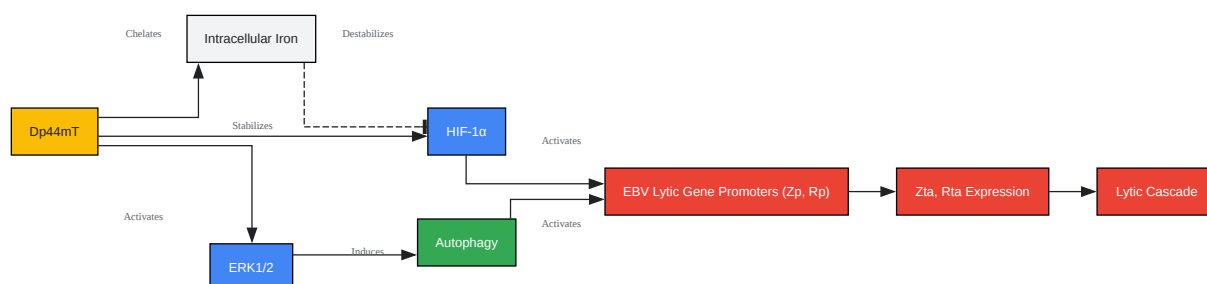 Chelates
Intracellular Iron
Destabilizes
Dp44mT
Stabilizes
HIF-1α
Activates
EBV Lytic Gene Promoters (Zp, Rp)
Zta, Rta Expression
Lytic Cascade
Activates
Activates
Autophagy
Induces
ERK1/2